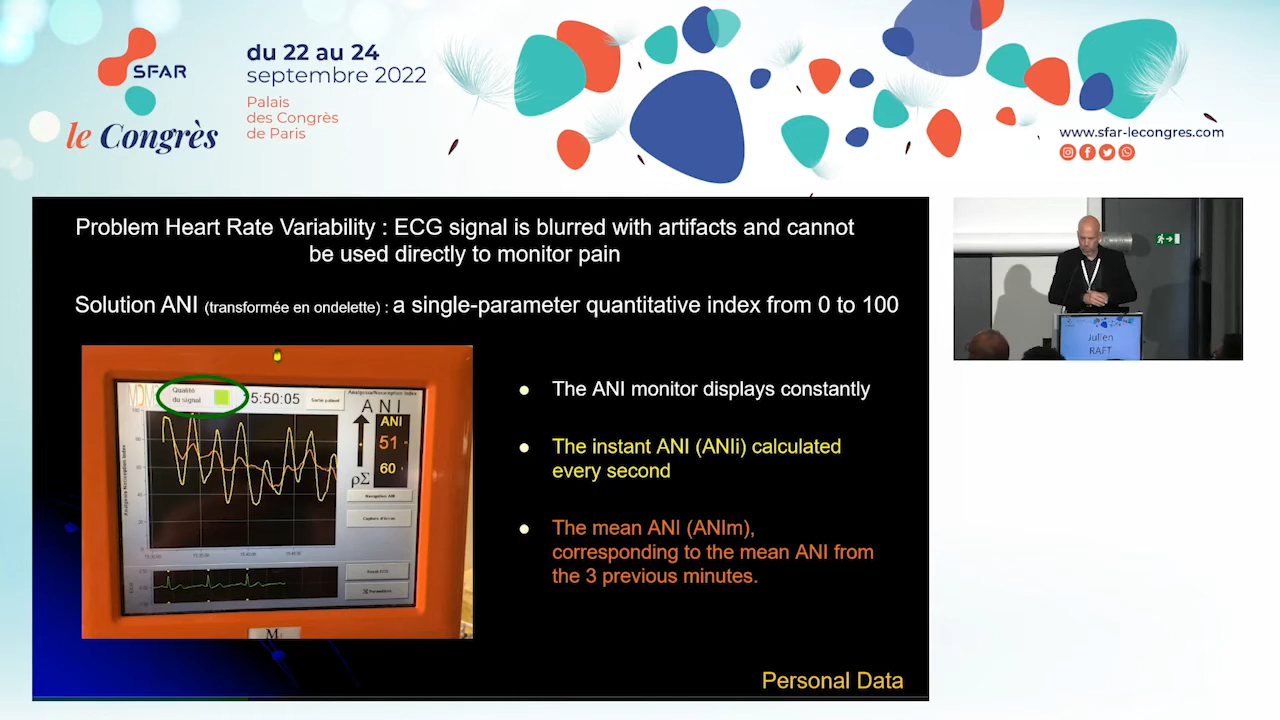 SFAR
le Congrès
du 22 au 24
septembre 2022
Palais
des Congrès
de Paris
www.sfar-lecongres.com
Problem Heart Rate Variability : ECG signal is blurred with artifacts and cannot
be used directly to monitor pain
Solution ANI (transformée en ondelette) : a single-parameter quantitative index from 0 to 100
Qualité
du signal
5:50:05
Analgesia/Nociception Index
ANI
ANI
51
60
ρΣ
• The ANI monitor displays constantly
• The instant ANI (ANIi) calculated
every second
• The mean ANI (ANIm),
corresponding to the mean ANI from
the 3 previous minutes.
Personal Data
Julien
RAFT